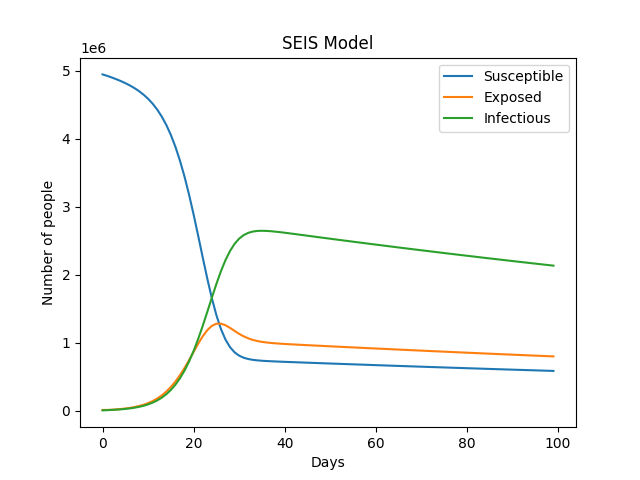 SEIS Model
1e6
Susceptible
Exposed
Infectious
5
4
3
2
1
0
Number of people
0 20 40 60 80 100
Days